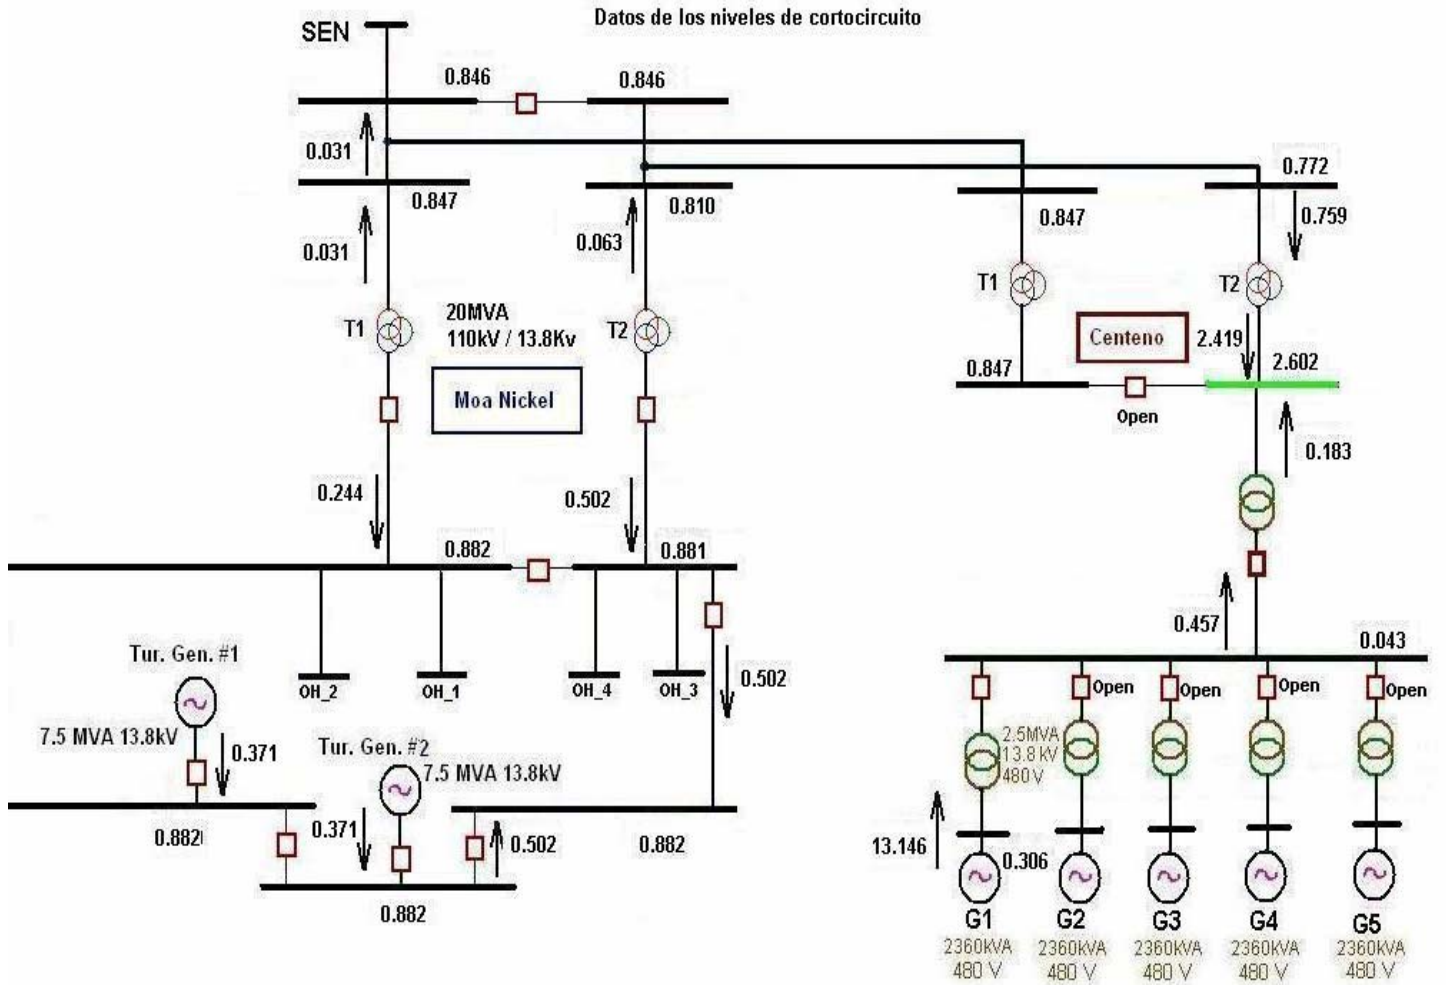 Datos de los niveles de cortocircuito
SEN
0.846
0.846
0.031
0.847
0.810
0.772
0.847
0.759
0.031
0.063
T1
T2
20MVA
110kV / 13.8Kv
T1
T2
Centeno
2.419
2.602
0.847
Open
Moa Nickel
0.183
0.244
0.502
0.882
0.881
0.457
0.043
Tur. Gen. #1
OH_2
OH_1
OH_4
OH_3
0.502
Open
Open
Open
Open
7.5 MVA 13.8kV
0.371
Tur. Gen. #2
7.5 MVA 13.8kV
2.5MVA
13.8 kV
480 V
0.882
0.371
0.502
0.882
13.146
0.306
0.882
G1
G2
G3
G4
G5
2360kVA
2360kVA
2360kVA
2360kVA
2360kVA
480 V
480 V
480 V
480 V
480 V